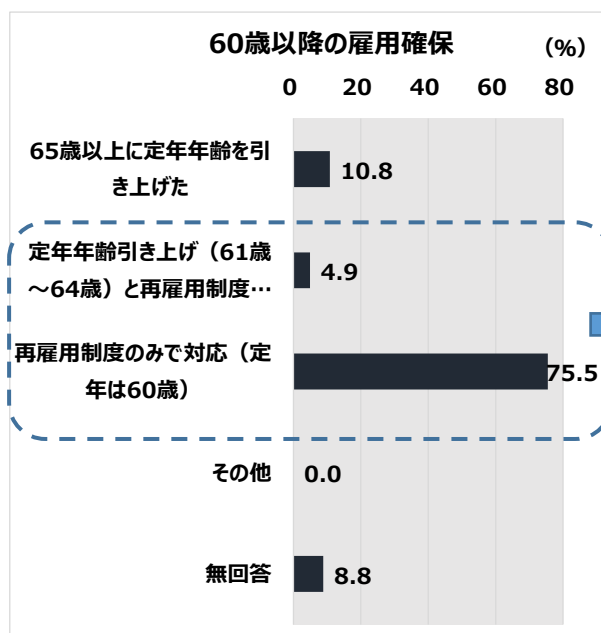 60歳以降の雇用確保
(%)
0 20 40 60 80
65歳以上に定年年齢を引
き上げた
10.8
定年年齢引き上げ（61歳
～64歳）と再雇用制度…
4.9
再雇用制度のみで対応（定
年は60歳）
75.5
その他
0.0
無回答
8.8